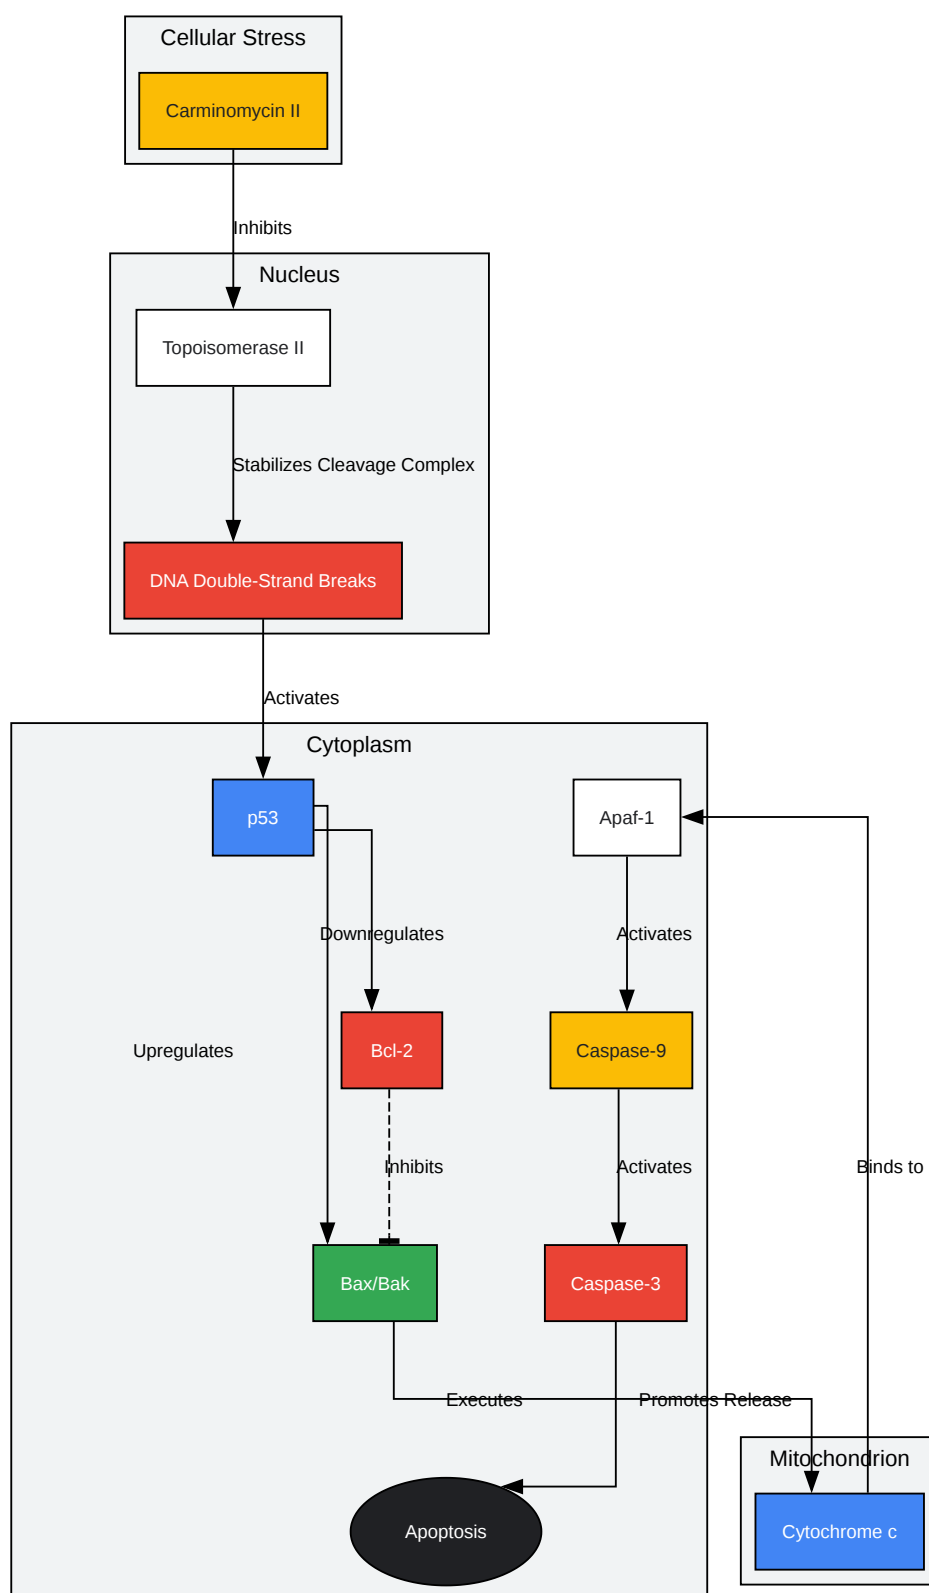 Cellular Stress
Carminomycin II
Inhibits
Nucleus
Topoisomerase II
Stabilizes Cleavage Complex
DNA Double-Strand Breaks
Activates
Cytoplasm
p53
Apaf-1
Downregulates
Activates
Upregulates
Bcl-2
Caspase-9
Inhibits
Activates
Binds to
Bax/Bak
Caspase-3
Executes
Promotes Release
Mitochondrion
Apoptosis
Cytochrome c